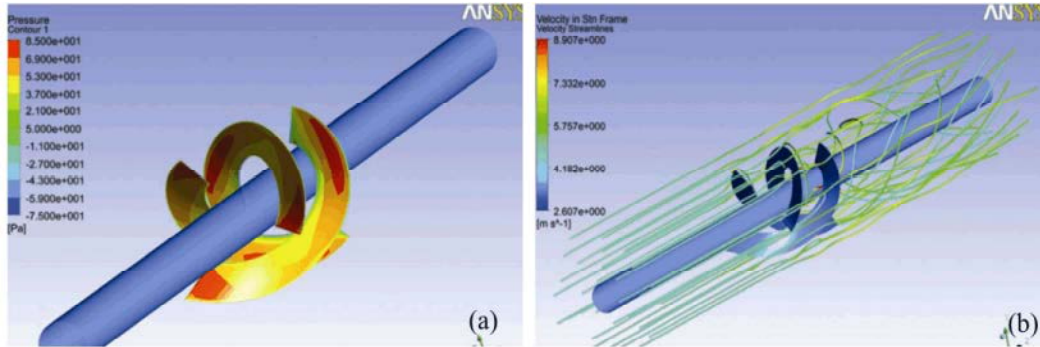 Pressure
Contour 1
8.500e+001
6.900e+001
5.300e+001
3.700e+001
2.100e+001
5.000e+000
-1.100e+001
-2.700e+001
-4.300e+001
-5.900e+001
-7.500e+001
[Pa]
ANSYS
(a)
Velocity in Stn Frame
Velocity Streamlines
8.907e+000
7.332e+000
5.757e+000
4.182e+000
2.607e+000
[m s^-1]
ANSYS
(b)